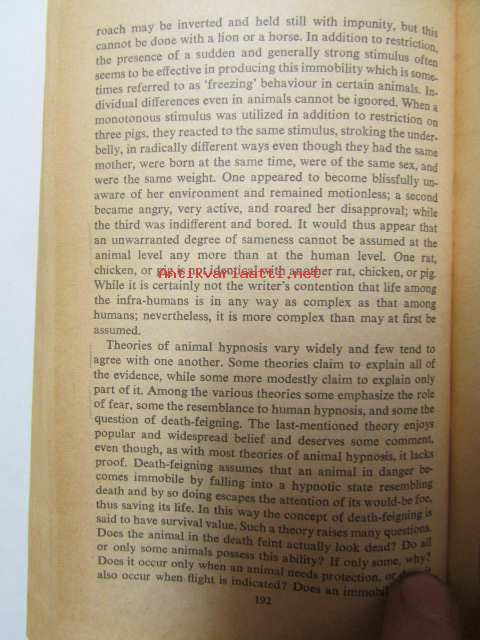 roach may be inverted and held still with impunity, but this
cannot be done with a lion or a horse. In addition to restriction,
the presence of a sudden and generally strong stimulus often
seems to be effective in producing this immobility which is some-
times referred to as 'freezing' behaviour in certain animals. In-
dividual differences even in animals cannot be ignored. When a
monotonous stimulus was utilized in addition to restriction on
three pigs, they reacted to the same stimulus, stroking the under-
belly, in radically different ways even though they had the same
mother, were born at the same time, were of the same sex, and
were the same weight. One appeared to become blissfully un-
aware of her environment and remained motionless; a second
became angry, very active, and roared her disapproval; while
the third was indifferent and bored. It would thus appear that
an unwarranted degree of sameness cannot be assumed at the
animal level any more than at the human level. One rat,
chicken, or pig is not identical with another rat, chicken, or pig.
antikvariaatti.net
While it is certainly not the writer's contention that life among
the infra-humans is in any way as complex as that among
humans; nevertheless, it is more complex than may at first be
assumed.
Theories of animal hypnosis vary widely and few tend to
agree with one another. Some theories claim to explain all of
the evidence, while some more modestly claim to explain only
part of it. Among the various theories some emphasize the role
of fear, some the resemblance to human hypnosis, and some the
question of death-feigning. The last-mentioned theory enjoys
popular and widespread belief and deserves some comment,
even though, as with most theories of animal hypnosis, it lacks
proof. Death-feigning assumes that an animal in danger be-
comes immobile by falling into a hypnotic state resembling
death and by so doing escapes the attention of its would-be foe,
thus saving its life. In this way the concept of death-feigning is
said to have survival value. Such a theory raises many questions.
Does the animal in the death feint actually look dead? Do all
or only some animals possess this ability? If only some, why?
Does it occur only when an animal needs protection, or
also occur when flight is indicated? Does an immobil
192